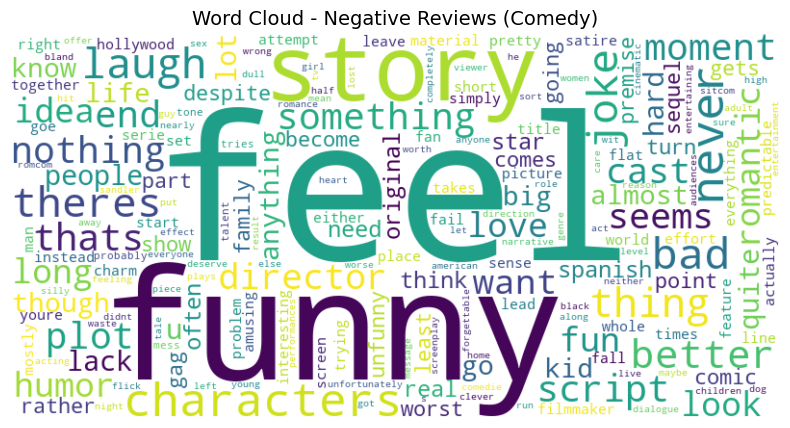 Word Cloud - Negative Reviews (Comedy)
right offer sex attempt leave material pretty wrong he satire moment
bland hollywood lot story girl half tv lost completely viewer short going women sort joke premise gets cinematic high
know laugh together dull romance mean simply sitcom hard sequel adult entertaining
idea end life despite something become fan title wit never romantic everything predictable entertainment
goe serie tone guy nearly hit tries worth anyone star flat turn sure
nothing romcom set feel original comes picture cast care reason audiences
people part sandler put anything heart takes role big almost quite
theres away start talent family either need love direction genre seems act
man effect result let narrative fail place sense world level effort bad
thats show instead probably everyone deserve else worse american spanish neither point actually
long charm silly feeling plays director think want lead black thing feature
though youre piece funny problem amusing interesting performances forgettable along whole times line
plot u often tale mess waste didnt screen trying unfunny least message screenplay home fun better
mostly acting lack gag flick left young unfortunately real go clever comedie kid fall live maybe comic
humor rather night characters got s worst run filmmaker script dialogue children dog look